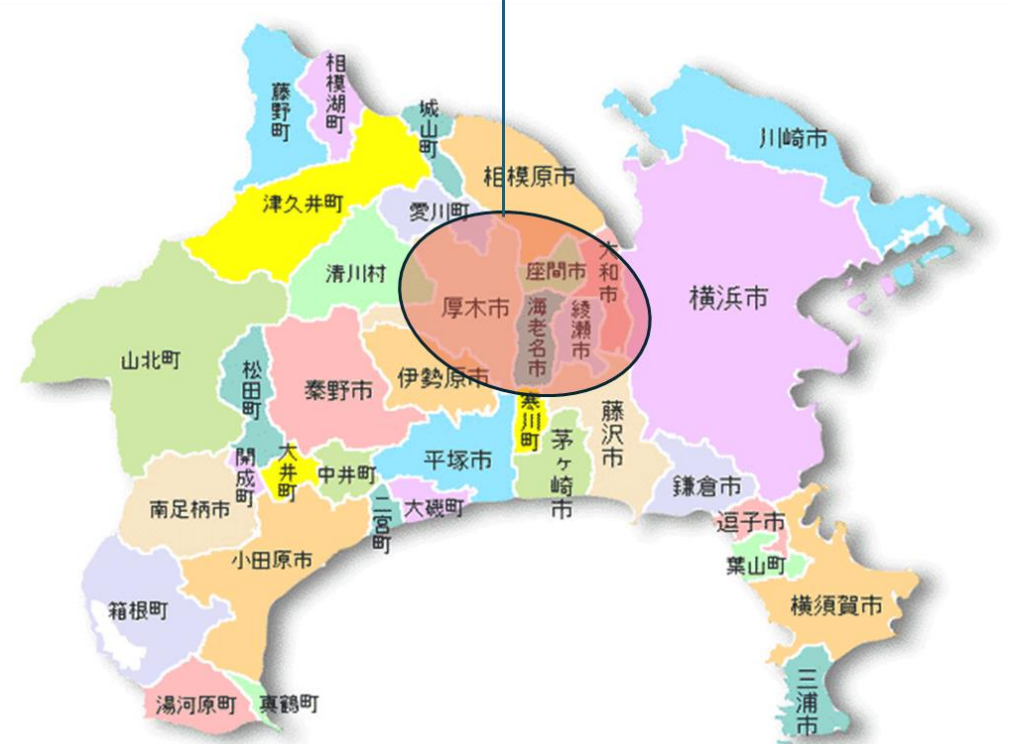 相模湖町
藤野町
城山町
川崎市
相模原市
津久井町
愛川町
大和市
清川村
座間市
厚木市
海老名市
綾瀬市
横浜市
山北町
松田町
秦野市
伊勢原市
寒川町
藤沢市
茅ヶ崎市
平塚市
開成町
大井町
中井町
鎌倉市
南足柄市
二宮町
大磯町
逗子市
小田原市
葉山町
箱根町
横須賀市
湯河原町
真鶴町
三浦市